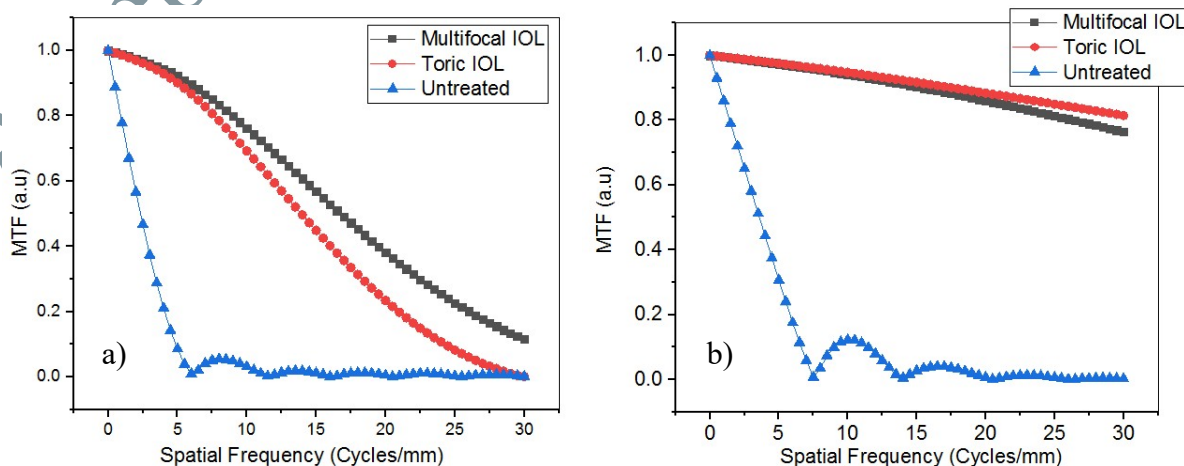 Multifocal IOL
Toric IOL
Untreated
1.0
0.8
0.6
0.4
0.2
0.0
MTF (a.u)
a)
0 5 10 15 20 25 30
Spatial Frequency (Cycles/mm)
Multifocal IOL
Toric IOL
Untreated
1.0
0.8
0.6
0.4
0.2
0.0
MTF (a.u)
b)
0 5 10 15 20 25 30
Spatial Frequency (Cycles/mm)